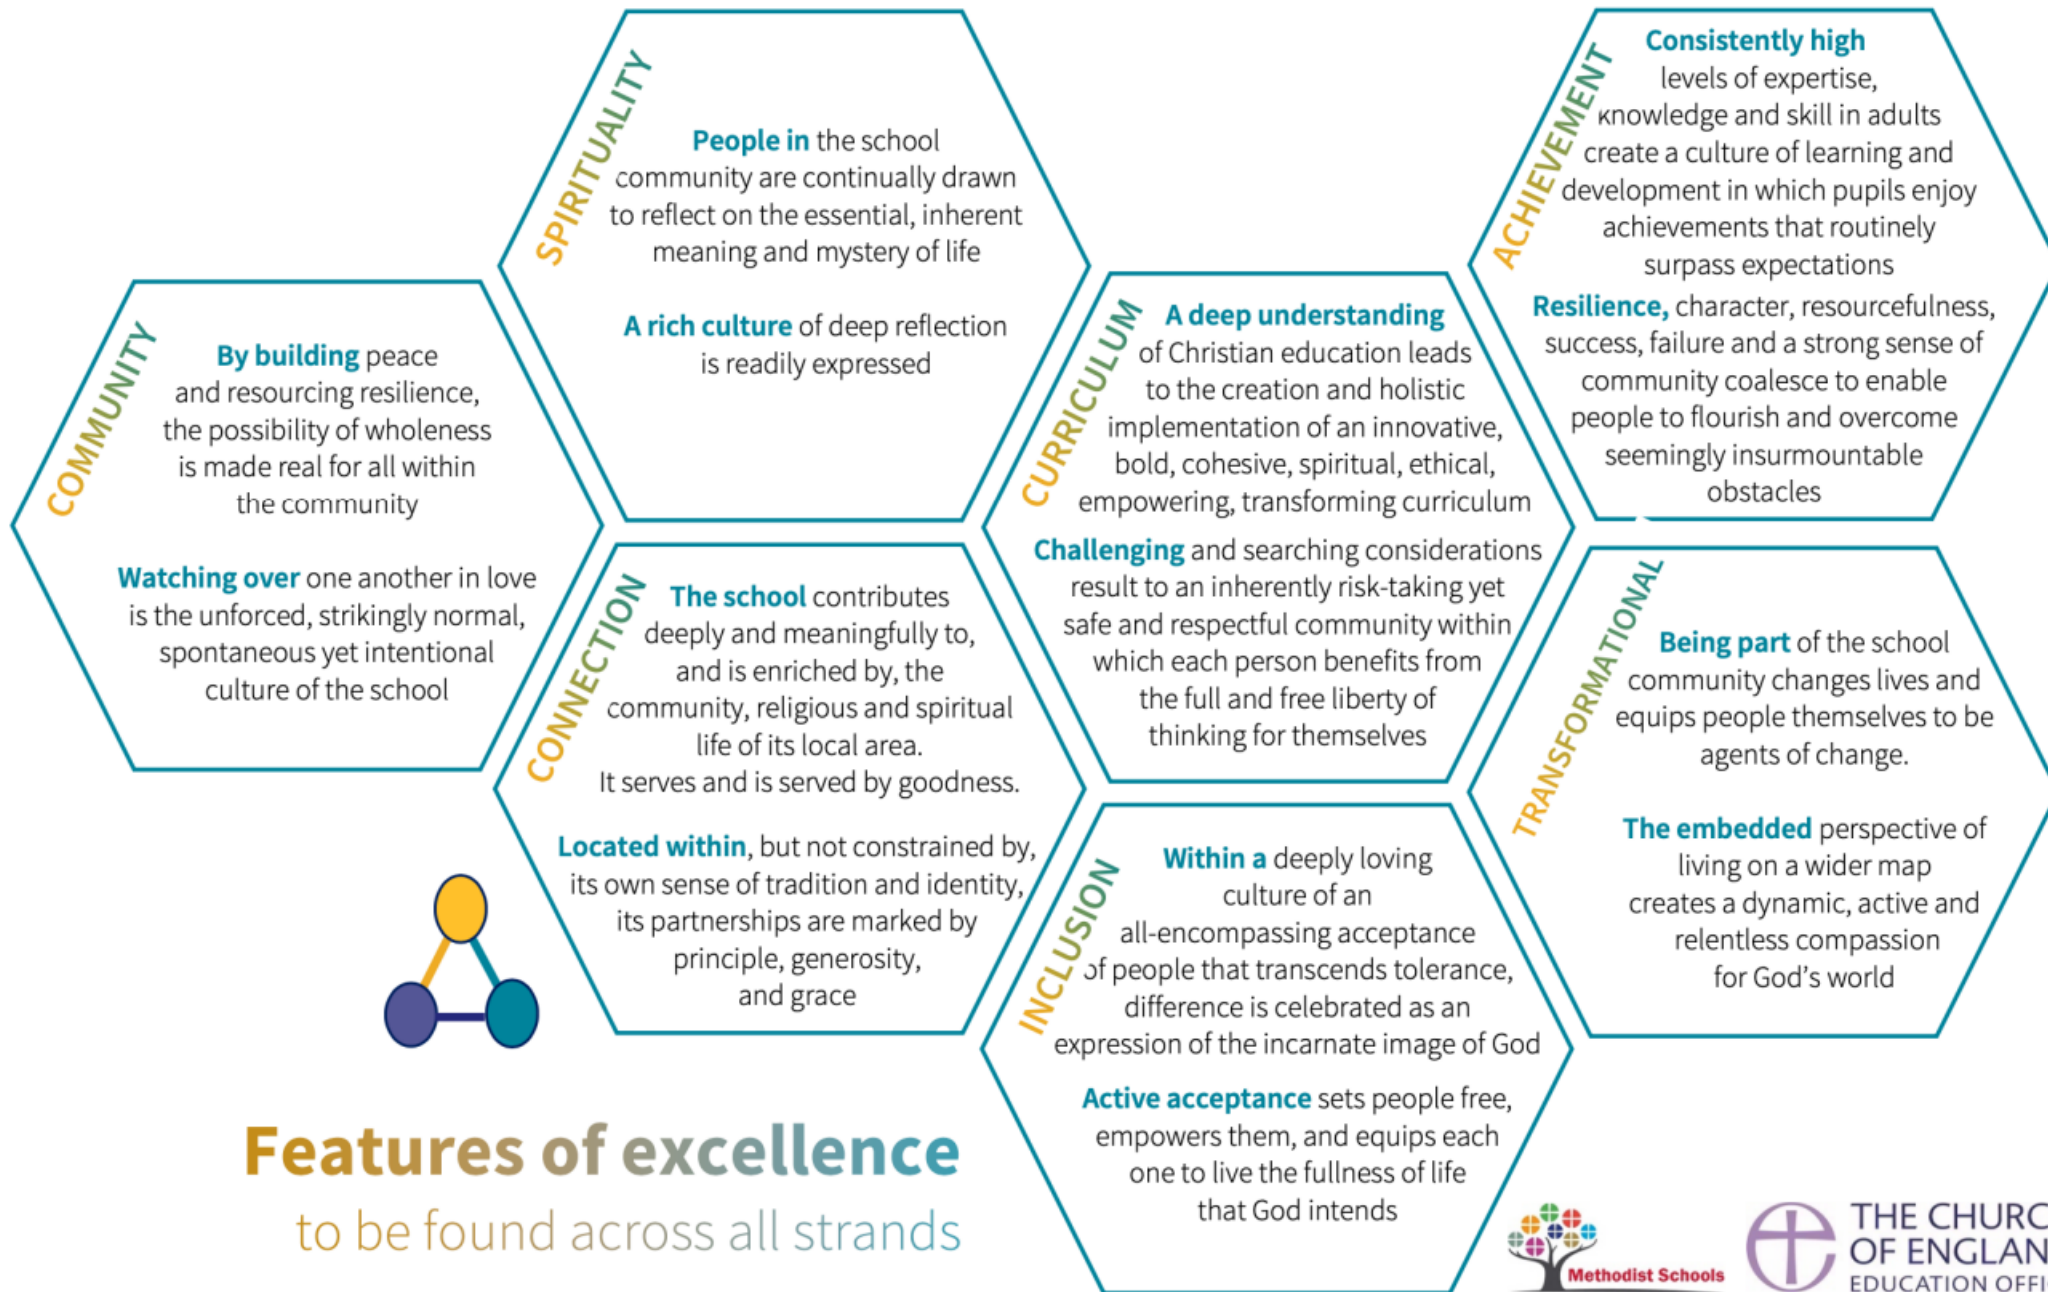 COMMUNITY
By building peace
and resourcing resilience,
the possibility of wholeness
is made real for all within
the community
Watching over one another in love
is the unforced, strikingly normal,
spontaneous yet intentional
culture of the school
SPIRITUALITY
People in the school
community are continually drawn
to reflect on the essential, inherent
meaning and mystery of life
A rich culture of deep reflection
is readily expressed
CONNECTION
The school contributes
deeply and meaningfully to,
and is enriched by, the
community, religious and spiritual
life of its local area.
It serves and is served by goodness.
Located within, but not constrained by,
its own sense of tradition and identity,
its partnerships are marked by
principle, generosity,
and grace
CURRICULUM
A deep understanding
of Christian education leads
to the creation and holistic
implementation of an innovative,
bold, cohesive, spiritual, ethical,
empowering, transforming curriculum
Challenging and searching considerations
result to an inherently risk-taking yet
safe and respectful community within
which each person benefits from
the full and free liberty of
thinking for themselves
INCLUSION
Within a deeply loving
culture of an
all-encompassing acceptance
of people that transcends tolerance,
difference is celebrated as an
expression of the incarnate image of God
Active acceptance sets people free,
empowers them, and equips each
one to live the fullness of life
that God intends
ACHIEVEMENT
Consistently high
levels of expertise,
knowledge and skill in adults
create a culture of learning and
development in which pupils enjoy
achievements that routinely
surpass expectations
Resilience, character, resourcefulness,
success, failure and a strong sense of
community coalesce to enable
people to flourish and overcome
seemingly insurmountable
obstacles
TRANSFORMATIONAL
Being part of the school
community changes lives and
equips people themselves to be
agents of change.
The embedded perspective of
living on a wider map
creates a dynamic, active and
relentless compassion
for God's world
Features of excellence
to be found across all strands
Methodist Schools
THE CHURC
OF ENGLAN
EDUCATION OFFI